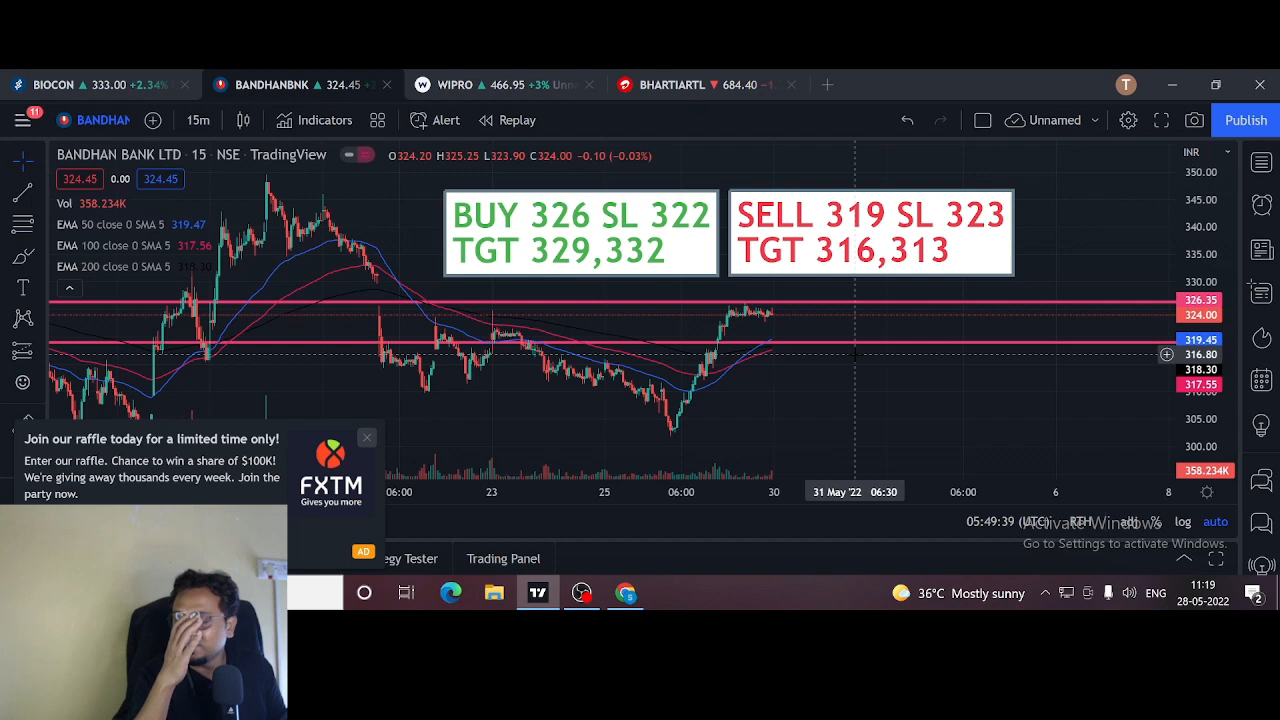 BIOCON 333.00 +2.34%
BANDHANBNK 324.45
WIPRO 466.95 +3% Unn
BHARTIARTL 684.40
T
11
BANDHAN 15m Indicators Alert Replay Unnamed Publish
BANDHAN BANK LTD · 15 · NSE · TradingView O324.20 H325.25 L323.90 C324.00 -0.10 (-0.03%)
INR
324.45 0.00 324.45
Vol 358.234K
EMA 50 close 0 SMA 5 319.47
EMA 100 close 0 SMA 5 317.56
EMA 200 close 0 SMA 5 318.30
BUY 326 SL 322
TGT 329,332
SELL 319 SL 323
TGT 316,313
350.00
345.00
340.00
335.00
330.00
326.35
324.00
319.45
316.80
318.30
317.55
305.00
300.00
358.234K
Join our raffle today for a limited time only!
Enter our raffle. Chance to win a share of $100K!
We're giving away thousands every week. Join the
party now.
FXTM
Gives you more
AD
06:00 23 25 06:00 30 31 May '22 06:30 06:00 6 8
05:49:39 (UTC) % log auto
Activate Windows
Go to Settings to activate Windows.
egy Tester Trading Panel
36°C Mostly sunny ENG 11:19
28-05-2022
2